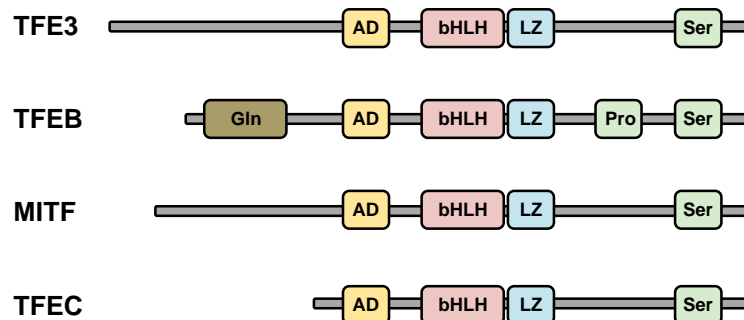 TFE3 AD bHLH LZ Ser
TFEB Gln AD bHLH LZ Pro Ser
MITF AD bHLH LZ Ser
TFEC AD bHLH LZ Ser